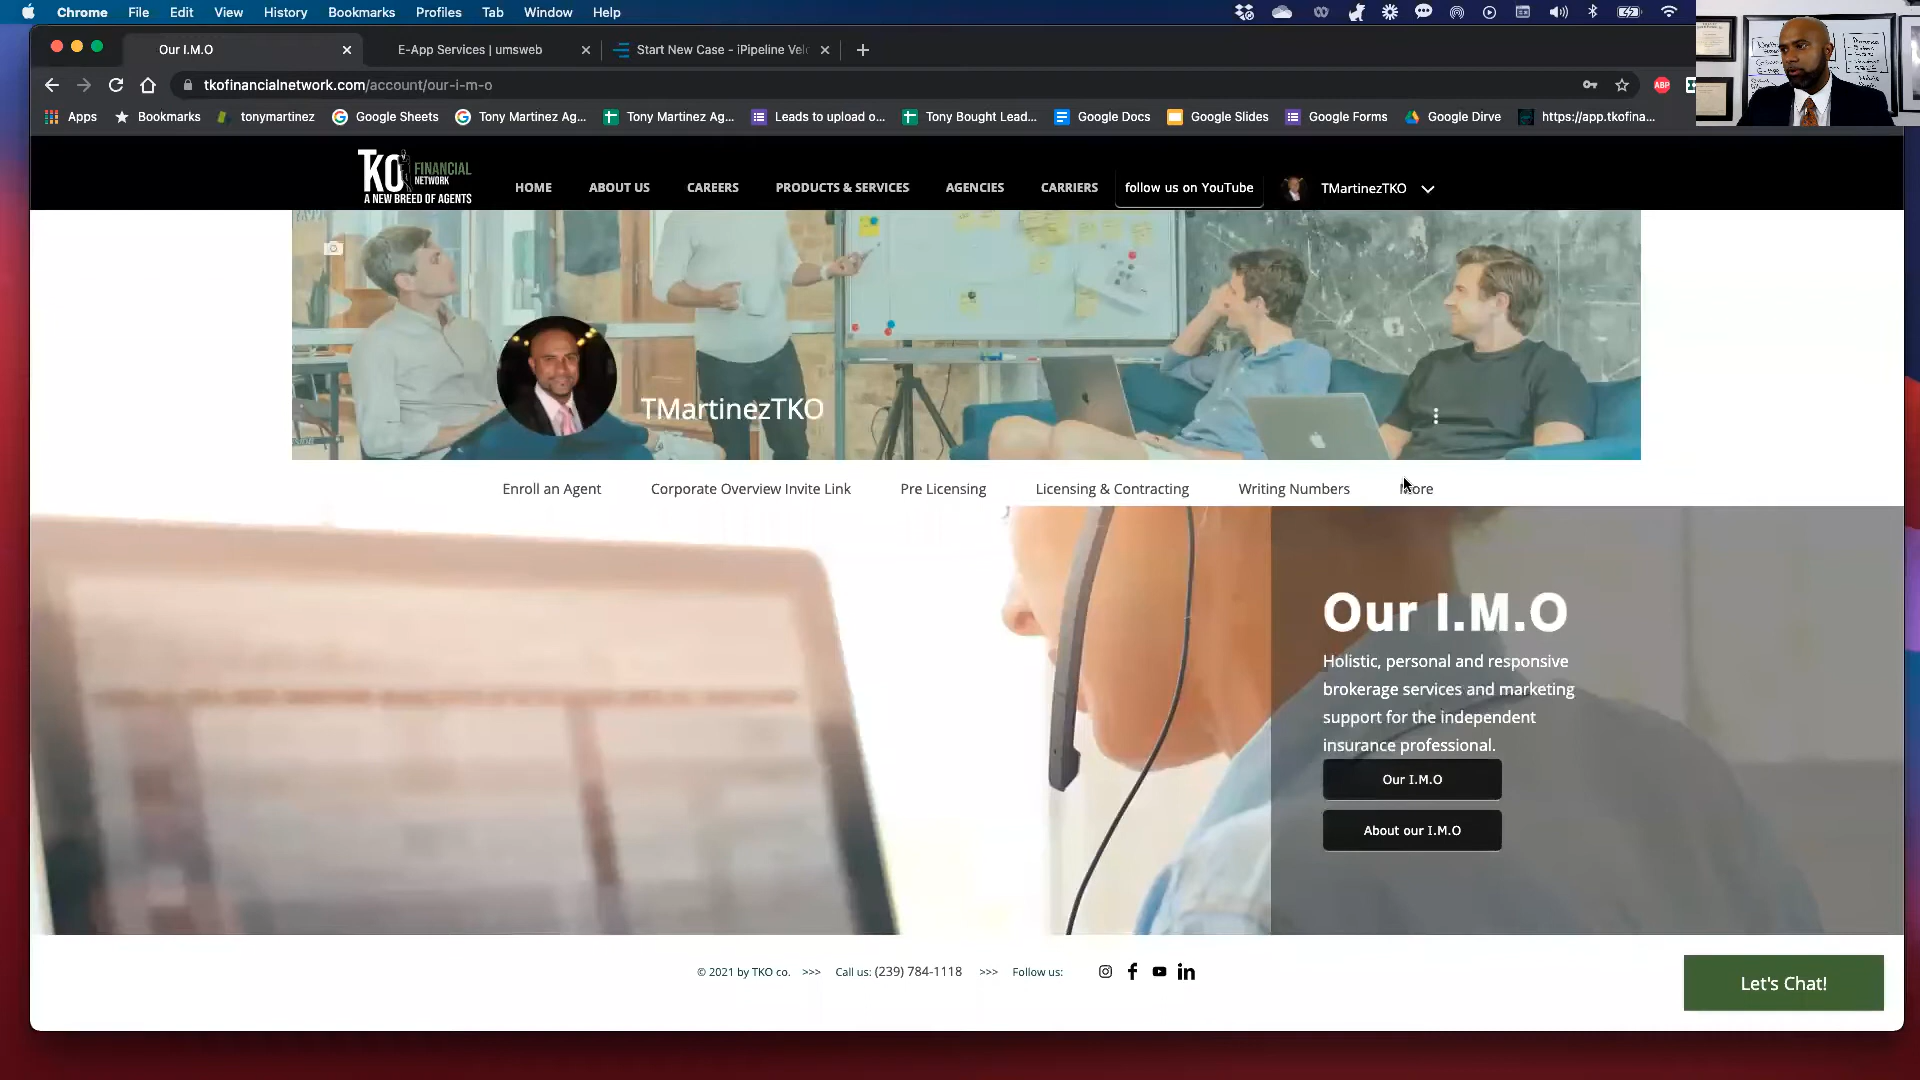 Chrome File Edit View History Bookmarks Profiles Tab Window Help
Our I.M.O
E-App Services | umsweb
Start New Case - iPipeline Velo
tkofinancialnetwork.com/account/our-i-m-o
ABP
Apps
Bookmarks
tonymartinez
Google Sheets
Tony Martinez Ag...
Tony Martinez Ag...
Leads to upload o...
Tony Bought Lead...
Google Docs
Google Slides
Google Forms
Google Dirve
https://app.tkofina...
TKO FINANCIAL NETWORK
A NEW BREED OF AGENTS
HOME
ABOUT US
CAREERS
PRODUCTS & SERVICES
AGENCIES
CARRIERS
follow us on YouTube
TMartinezTKO
TMartinezTKO
Enroll an Agent
Corporate Overview Invite Link
Pre Licensing
Licensing & Contracting
Writing Numbers
More
Our I.M.O
Holistic, personal and responsive
brokerage services and marketing
support for the independent
insurance professional.
Our I.M.O
About our I.M.O
© 2021 by TKO co. >>> Call us: (239) 784-1118 >>> Follow us:
Let's Chat!